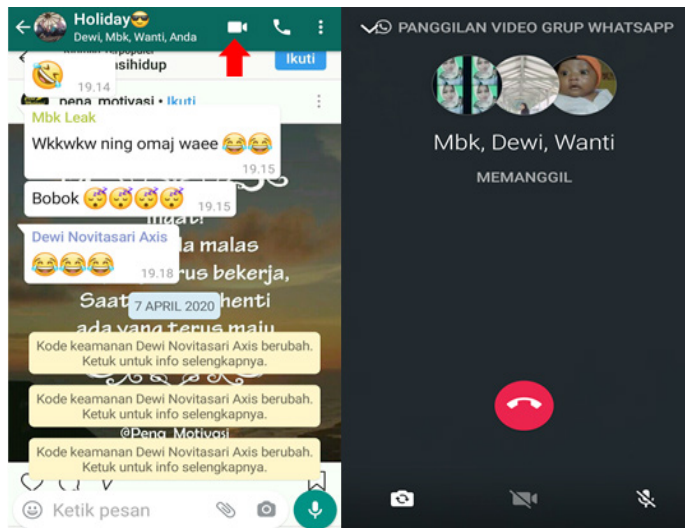 Holiday😎
Dewi, Mbk, Wanti, Anda
sihidup
Ikuti
19.14
pena_motivasi • Ikuti
Mbk Leak
Wkkwkw ning omaj waee 😂😂
19.15
Bobok 😴😴😴😴
19.15
Ingat!
Dewi Novitasari Axis
la malas
😂😂😂
19.18
rus bekerja,
Saat
henti
7 APRIL 2020
ada yang terus maju
Kode keamanan Dewi Novitasari Axis berubah.
Ketuk untuk info selengkapnya.
Kode keamanan Dewi Novitasari Axis berubah.
Ketuk untuk info selengkapnya.
@Pena_Motivasi
Kode keamanan Dewi Novitasari Axis berubah.
Ketuk untuk info selengkapnya.
Ketik pesan
PANGGILAN VIDEO GRUP WHATSAPP
Mbk, Dewi, Wanti
MEMANGGIL